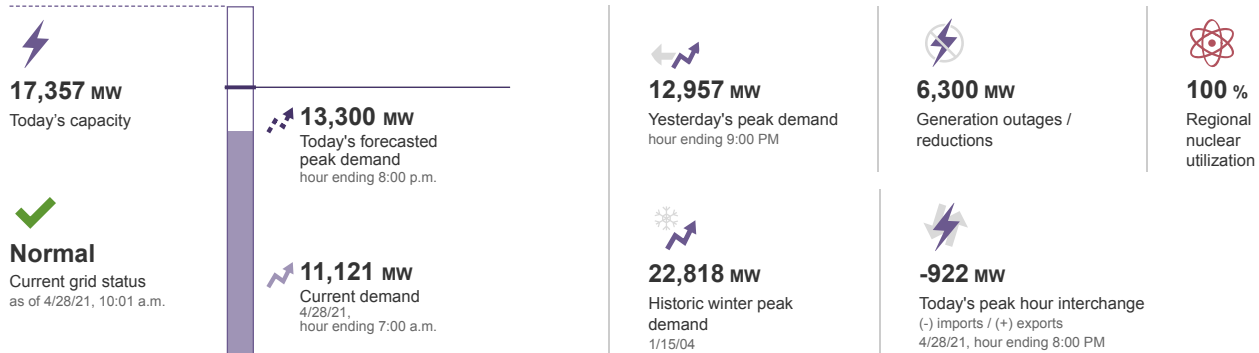 17,357 MW
Today's capacity
Normal
Current grid status
as of 4/28/21, 10:01 a.m.
13,300 MW
Today's forecasted
peak demand
hour ending 8:00 p.m.
11,121 MW
Current demand
4/28/21,
hour ending 7:00 a.m.
12,957 MW
Yesterday's peak demand
hour ending 9:00 PM
6,300 MW
Generation outages /
reductions
100 %
Regional
nuclear
utilization
22,818 MW
Historic winter peak
demand
1/15/04
-922 MW
Today's peak hour interchange
(-) imports / (+) exports
4/28/21, hour ending 8:00 PM